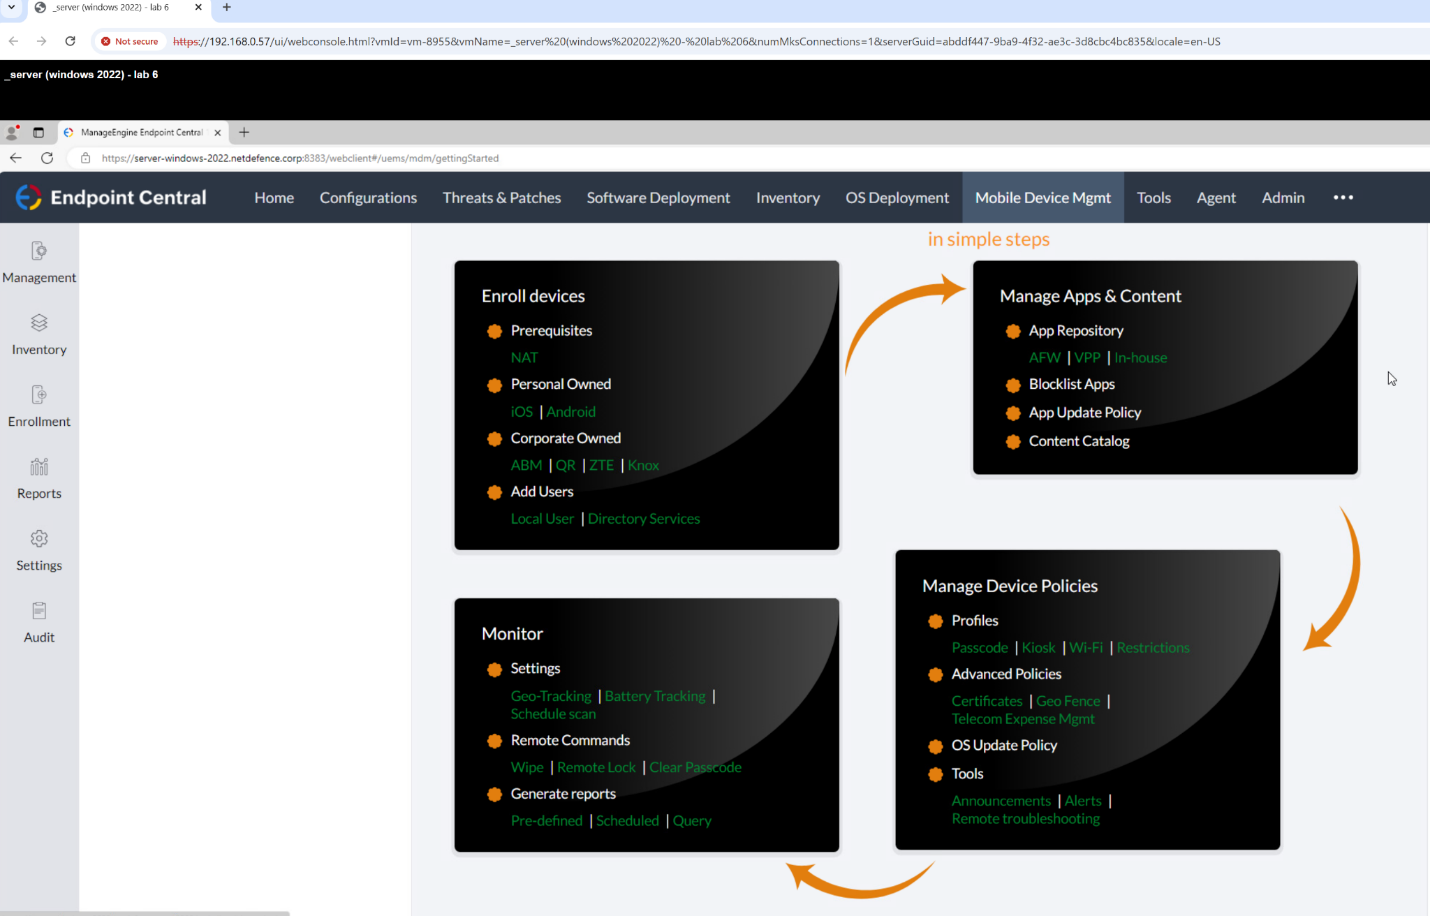 _server (windows 2022) - lab 6
Not secure https://192.168.0.57/ui/webconsole.html?vmId=vm-8955&vmName=_server%20(windows%202022)%20-%20lab%206&numMksConnections=1&serverGuid=abddf447-9ba9-4f32-ae3c-3d8cbc4bc835&locale=en-US
_server (windows 2022) - lab 6
ManageEngine Endpoint Central
https://server-windows-2022.netdefence.corp:8383/webclient#/uems/mdm/gettingStarted
Endpoint Central Home Configurations Threats & Patches Software Deployment Inventory OS Deployment Mobile Device Mgmt Tools Agent Admin •••
Management
Inventory
Enrollment
Reports
Settings
Audit
in simple steps
Enroll devices
Prerequisites
NAT
Personal Owned
iOS | Android
Corporate Owned
ABM | QR | ZTE | Knox
Add Users
Local User | Directory Services
Manage Apps & Content
App Repository
AFW | VPP | In-house
Blocklist Apps
App Update Policy
Content Catalog
Manage Device Policies
Profiles
Passcode | Kiosk | Wi-Fi | Restrictions
Advanced Policies
Certificates | Geo Fence |
Telecom Expense Mgmt
OS Update Policy
Tools
Announcements | Alerts |
Remote troubleshooting
Monitor
Settings
Geo-Tracking | Battery Tracking |
Schedule scan
Remote Commands
Wipe | Remote Lock | Clear Passcode
Generate reports
Pre-defined | Scheduled | Query